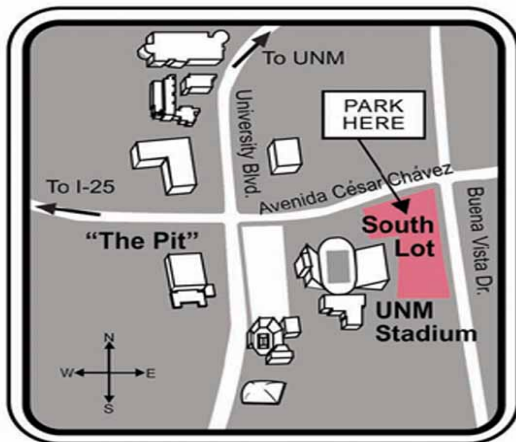 To UNM
PARK
HERE
University Blvd.
To I-25
Avenida César Chávez
"The Pit"
South
Lot
Buena Vista Dr.
UNM
Stadium
N
W
E
S